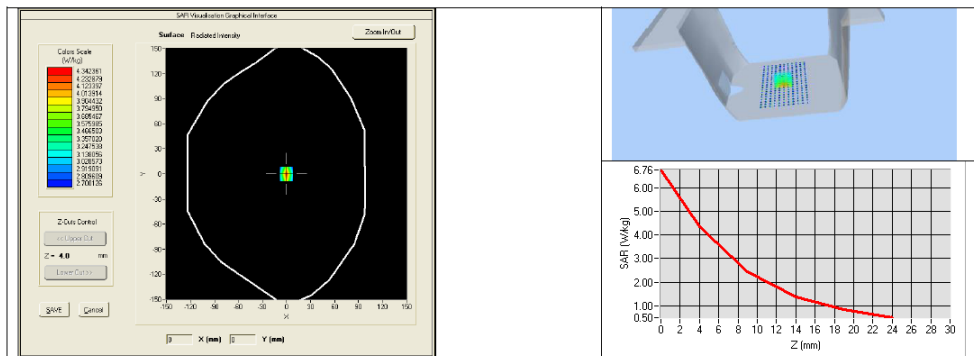 SAR Visualisation Graphical Interface
Surface Radiated Intensity
Zoom In/Out
Colors Scale
(W/kg)
4.342361
4.232879
4.123397
4.013914
3.904432
3.794950
3.685467
3.575985
3.466503
3.357020
3.247538
3.138056
3.028573
2.919091
2.809609
2.700126
Z-Cuts Control
<< Upper Cut
Z = 4.0 mm
Lower Cut >>
SAVE
Cancel
150
120
90
60
30
0
-30
-60
-90
-120
-150
Y
-150 -120 -90 -60 -30 0 30 60 90 120 150
X
0 X (mm) 0 Y (mm)
6.76
6.00
5.00
4.00
3.00
2.00
1.00
0.50
SAR (W/kg)
0 2 4 6 8 10 12 14 16 18 20 22 24 26 28 30
Z (mm)